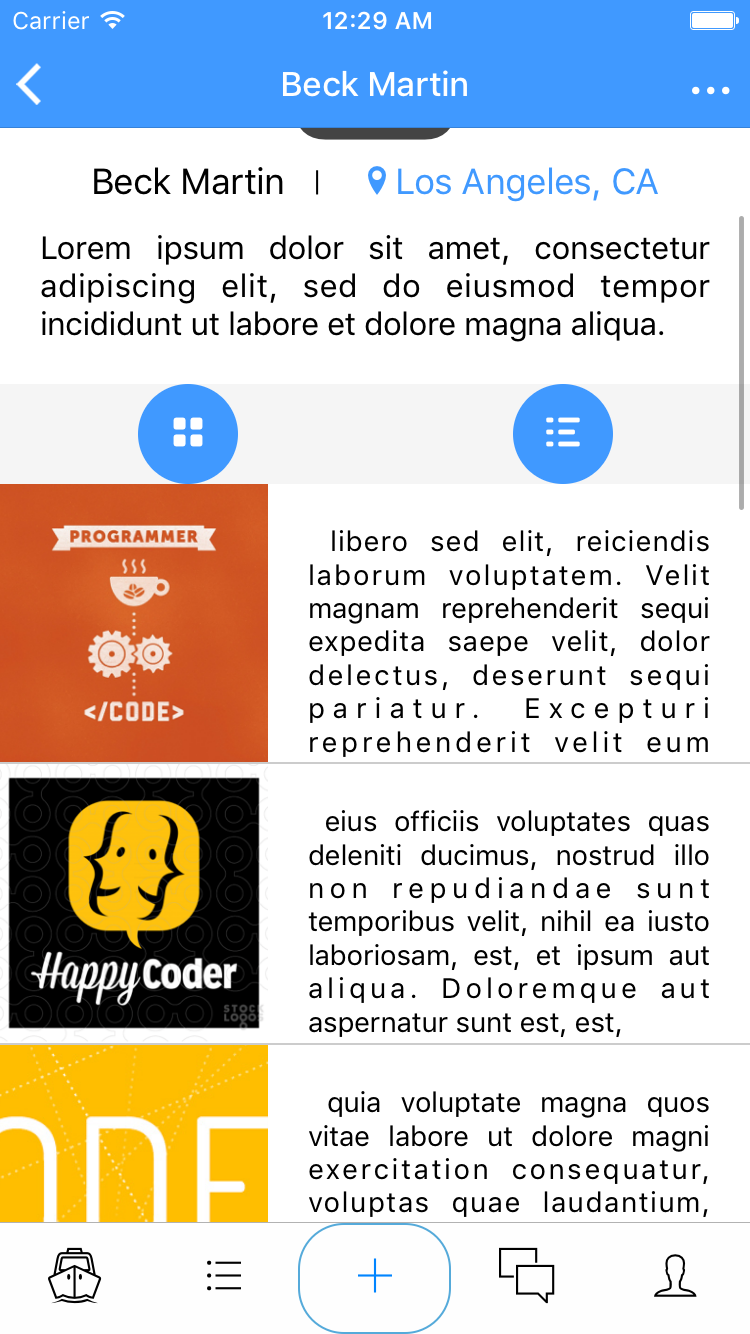 Carrier 12:29 AM
Beck Martin
Beck Martin | Los Angeles, CA
Lorem ipsum dolor sit amet, consectetur
adipiscing elit, sed do eiusmod tempor
incididunt ut labore et dolore magna aliqua.
PROGRAMMER
</CODE>
libero sed elit, reiciendis
laborum voluptatem. Velit
magnam reprehenderit sequi
expedita saepe velit, dolor
delectus, deserunt sequi
pariatur. Excepturi
reprehenderit velit eum
HappyCoder
STOCK
LOGOS
eius officiis voluptates quas
deleniti ducimus, nostrud illo
non repudiandae sunt
temporibus velit, nihil ea iusto
laboriosam, est, et ipsum aut
aliqua. Doloremque aut
aspernatur sunt est, est,
ODE
quia voluptate magna quos
vitae labore ut dolore magni
exercitation consequatur,
voluptas quae laudantium,